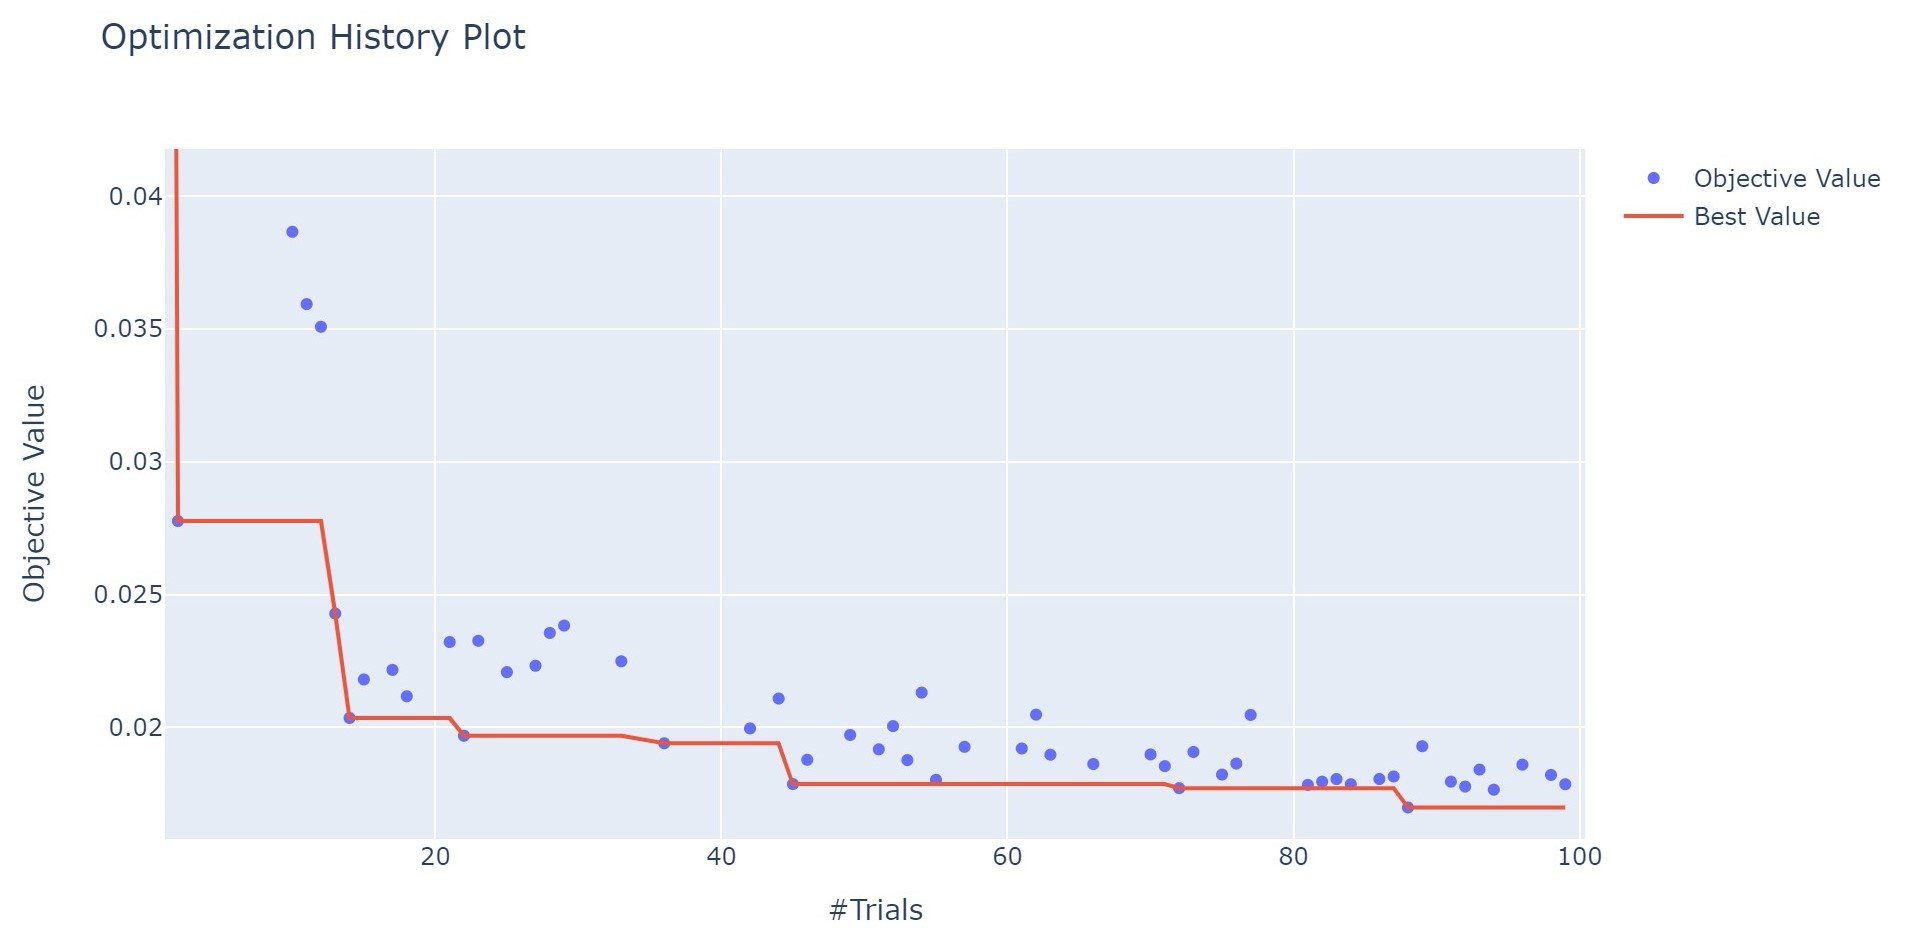 Optimization History Plot
Objective Value
Best Value
0.04
0.035
0.03
0.025
0.02
Objective Value
20
40
60
80
100
#Trials